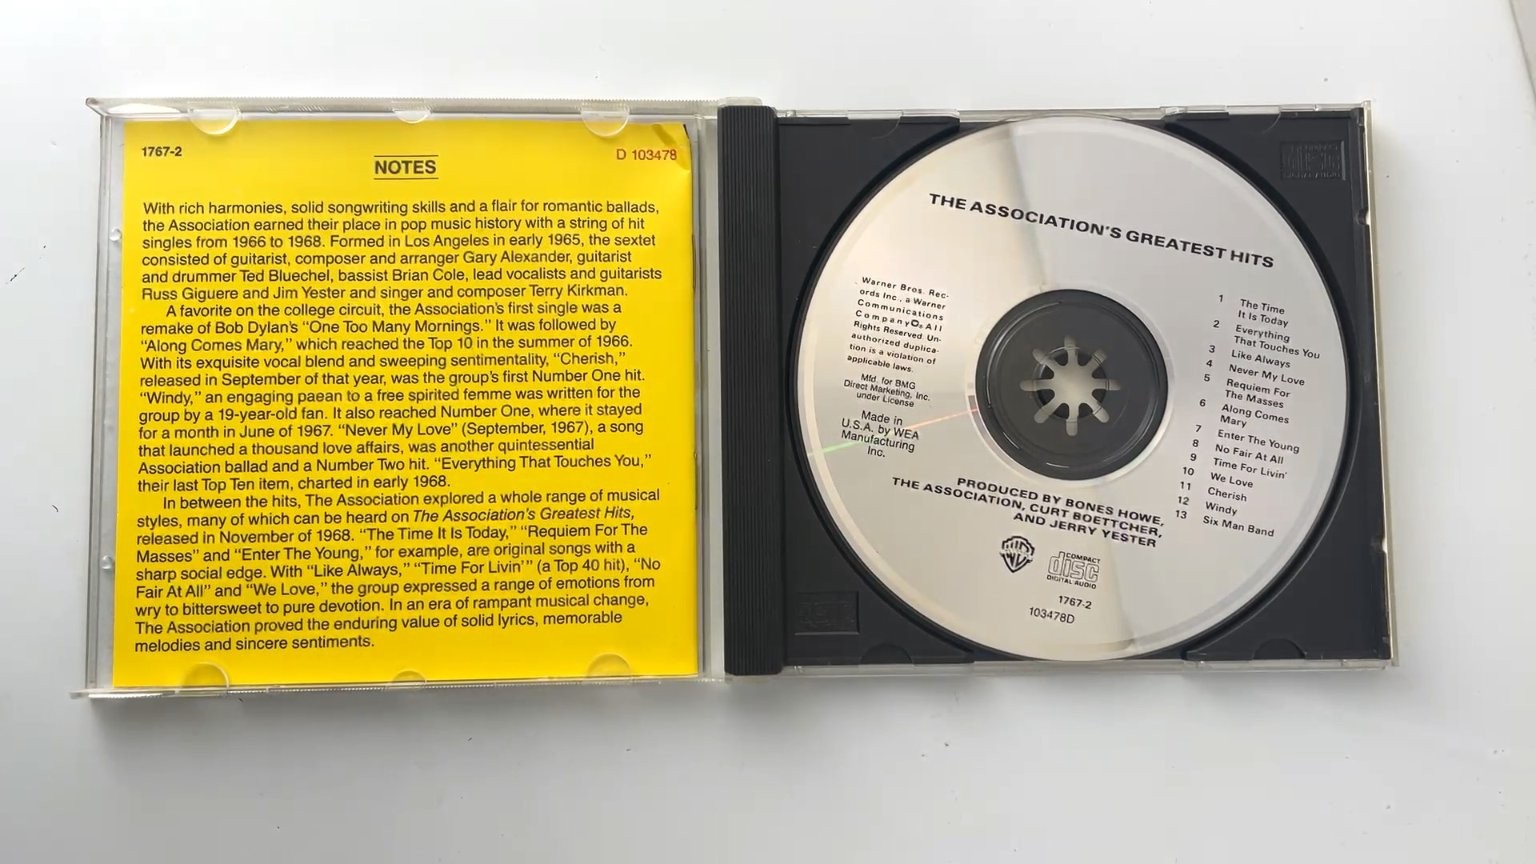 1767-2
D 103478
NOTES
With rich harmonies, solid songwriting skills and a flair for romantic ballads,
the Association earned their place in pop music history with a string of hit
singles from 1966 to 1968. Formed in Los Angeles in early 1965, the sextet
consisted of guitarist, composer and arranger Gary Alexander, guitarist
and drummer Ted Bluechel, bassist Brian Cole, lead vocalists and guitarists
Russ Giguere and Jim Yester and singer and composer Terry Kirkman.
A favorite on the college circuit, the Association's first single was a
remake of Bob Dylan's "One Too Many Mornings." It was followed by
"Along Comes Mary," which reached the Top 10 in the summer of 1966.
With its exquisite vocal blend and sweeping sentimentality, "Cherish,"
released in September of that year, was the group's first Number One hit.
"Windy," an engaging paean to a free spirited femme was written for the
group by a 19-year-old fan. It also reached Number One, where it stayed
for a month in June of 1967. "Never My Love" (September, 1967), a song
that launched a thousand love affairs, was another quintessential
Association ballad and a Number Two hit. "Everything That Touches You,"
their last Top Ten item, charted in early 1968.
In between the hits, The Association explored a whole range of musical
styles, many of which can be heard on The Association's Greatest Hits,
released in November of 1968. "The Time It Is Today," "Requiem For The
Masses" and "Enter The Young," for example, are original songs with a
sharp social edge. With "Like Always," "Time For Livin'" (a Top 40 hit), "No
Fair At All" and "We Love," the group expressed a range of emotions from
wry to bittersweet to pure devotion. In an era of rampant musical change,
The Association proved the enduring value of solid lyrics, memorable
melodies and sincere sentiments.
THE ASSOCIATION'S GREATEST HITS
Warner Bros. Rec-
ords Inc., a Warner
Communications
Company ℗© All
Rights Reserved Un-
authorized duplica-
tion is a violation of
applicable laws.
Mfd. for BMG
Direct Marketing, Inc.
under License
Made in
U.S.A. by WEA
Manufacturing
Inc.
1 The Time
It Is Today
2 Everything
That Touches You
3 Like Always
4 Never My Love
5 Requiem For
The Masses
6 Along Comes
Mary
7 Enter The Young
8 No Fair At All
9 Time For Livin'
10 We Love
11 Cherish
12 Windy
13 Six Man Band
PRODUCED BY BONES HOWE,
THE ASSOCIATION, CURT BOETTCHER,
AND JERRY YESTER
COMPACT
disc
DIGITAL AUDIO
1767-2
103478D